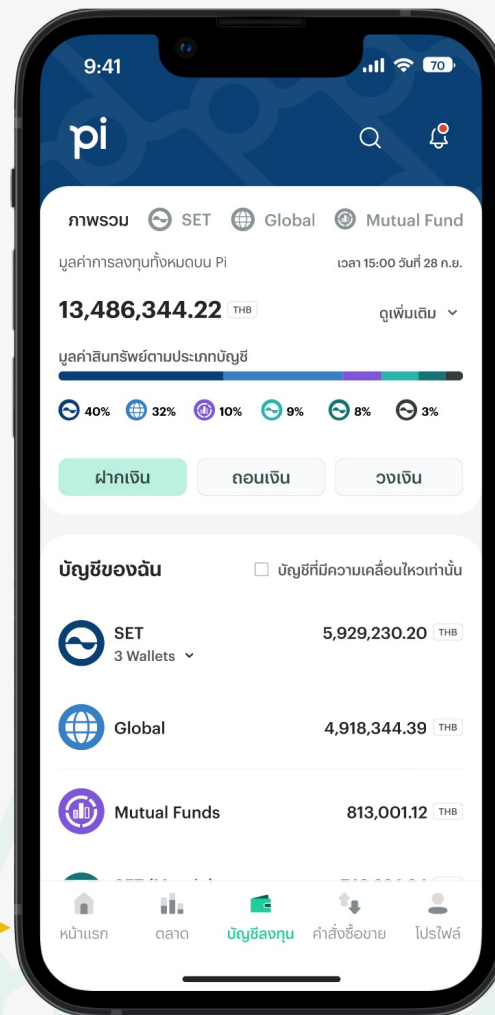 9:41
70
pi
ภาพรวม SET Global Mutual Fund
มูลค่าการลงทุนทั้งหมดบน Pi เวลา 15:00 วันที่ 28 ก.ย.
13,486,344.22 THB ดูเพิ่มเติม
มูลค่าสินทรัพย์ตามประเภทบัญชี
40% 32% 10% 9% 8% 3%
ฝากเงิน ถอนเงิน วงเงิน
บัญชีของฉัน บัญชีที่มีความเคลื่อนไหวเท่านั้น
SET 5,929,230.20 THB
3 Wallets
Global 4,918,344.39 THB
Mutual Funds 813,001.12 THB
หน้าแรก ตลาด บัญชีลงทุน คำสั่งซื้อขาย โปรไฟล์